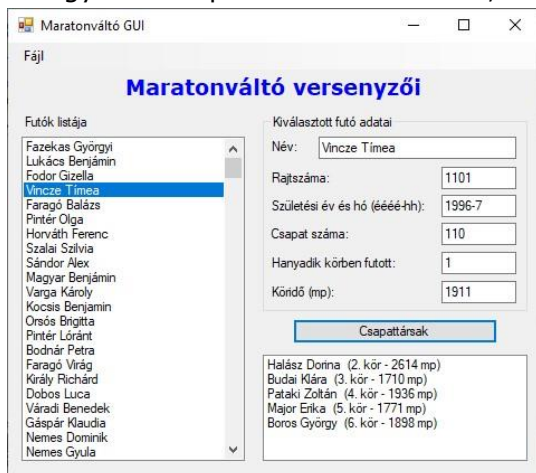 Maratonváltó GUI
Fájl
Maratonváltó versenyzői
Futók listája
Fazekas Györgyi
Lukács Benjámin
Fodor Gizella
Vincze Tímea
Faragó Balázs
Pintér Olga
Horváth Ferenc
Szalai Szilvia
Sándor Alex
Magyar Benjámin
Varga Károly
Kocsis Benjamin
Orsós Brigitta
Pintér Lóránt
Bodnár Petra
Faragó Virág
Király Richárd
Dobos Luca
Váradi Benedek
Gáspár Klaudia
Nemes Dominik
Nemes Gyula
Kiválasztott futó adatai
Név: Vincze Tímea
Rajtszáma: 1101
Születési év és hó (éééé-hh): 1996-7
Csapat száma: 110
Hanyadik körben futott: 1
Köridő (mp): 1911
Csapattársak
Halász Dorina (2. kör - 2614 mp)
Budai Klára (3. kör - 1710 mp)
Pataki Zoltán (4. kör - 1936 mp)
Major Erika (5. kör - 1771 mp)
Boros György (6. kör - 1898 mp)